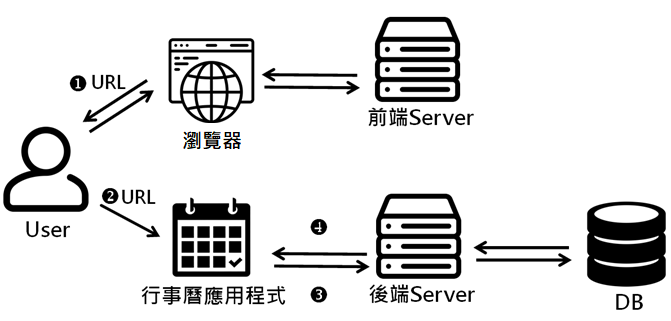 ❶ URL
瀏覽器
前端Server
User
❷ URL
行事曆應用程式
❹
❸
後端Server
DB